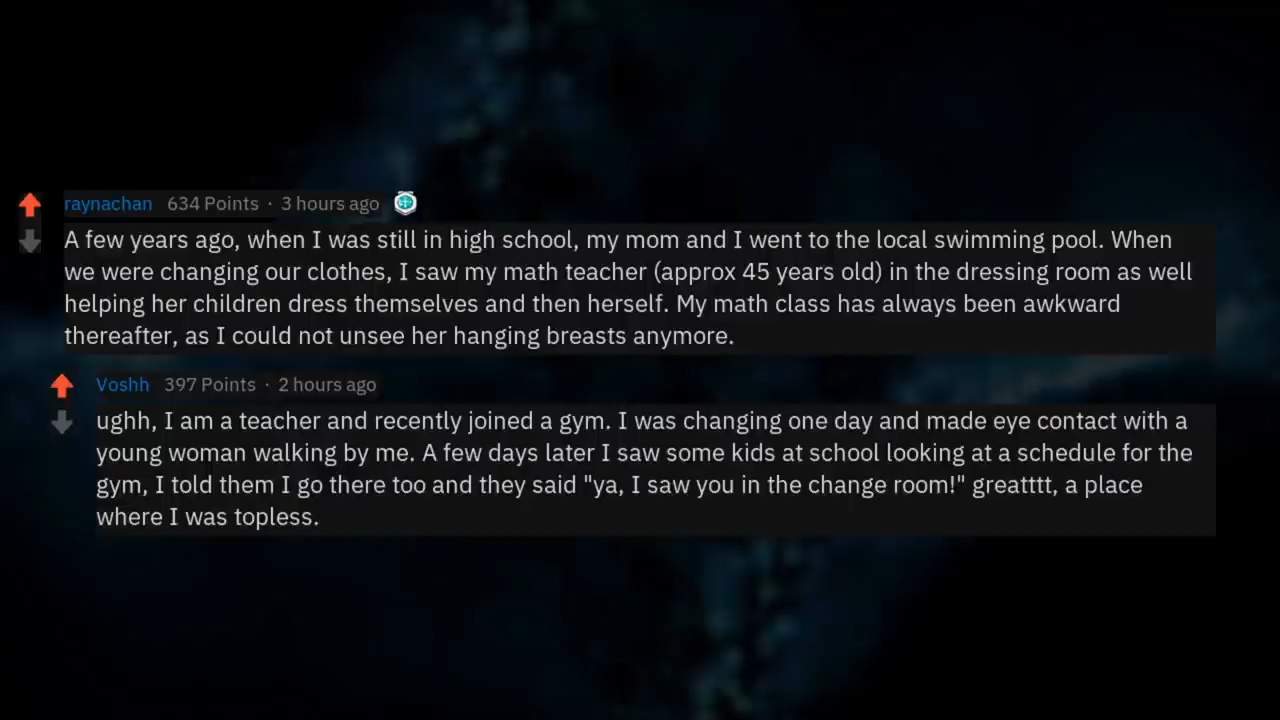 raynachan 634 Points · 3 hours ago
A few years ago, when I was still in high school, my mom and I went to the local swimming pool. When
we were changing our clothes, I saw my math teacher (approx 45 years old) in the dressing room as well
helping her children dress themselves and then herself. My math class has always been awkward
thereafter, as I could not unsee her hanging breasts anymore.
Voshh 397 Points · 2 hours ago
ughh, I am a teacher and recently joined a gym. I was changing one day and made eye contact with a
young woman walking by me. A few days later I saw some kids at school looking at a schedule for the
gym, I told them I go there too and they said "ya, I saw you in the change room!" greatttt, a place
where I was topless.